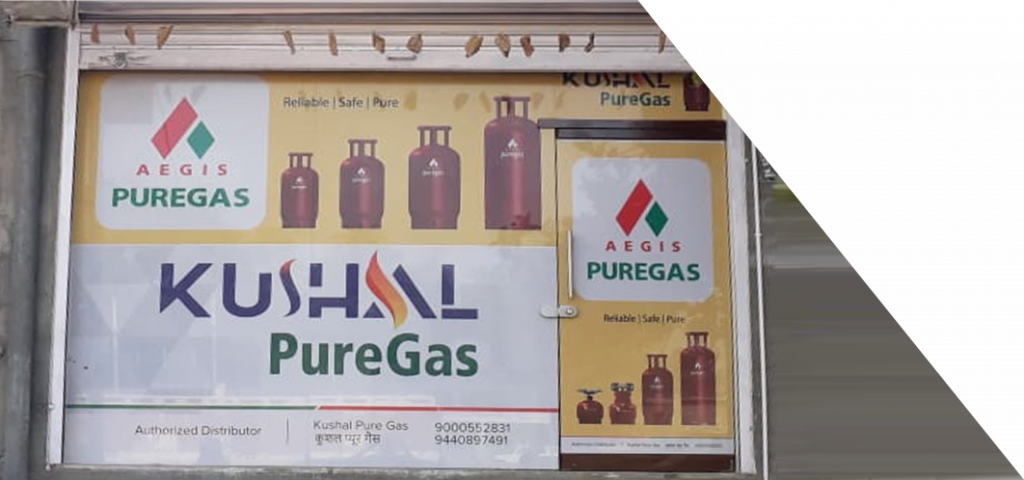 AEGIS
PUREGAS
Reliable | Safe | Pure
KUSHAL
PureGas
KUSHAL
PureGas
Authorized Distributor
Kushal Pure Gas
कुशल प्यूर गैस
9000552831
9440897491
AEGIS
PUREGAS
Reliable | Safe | Pure